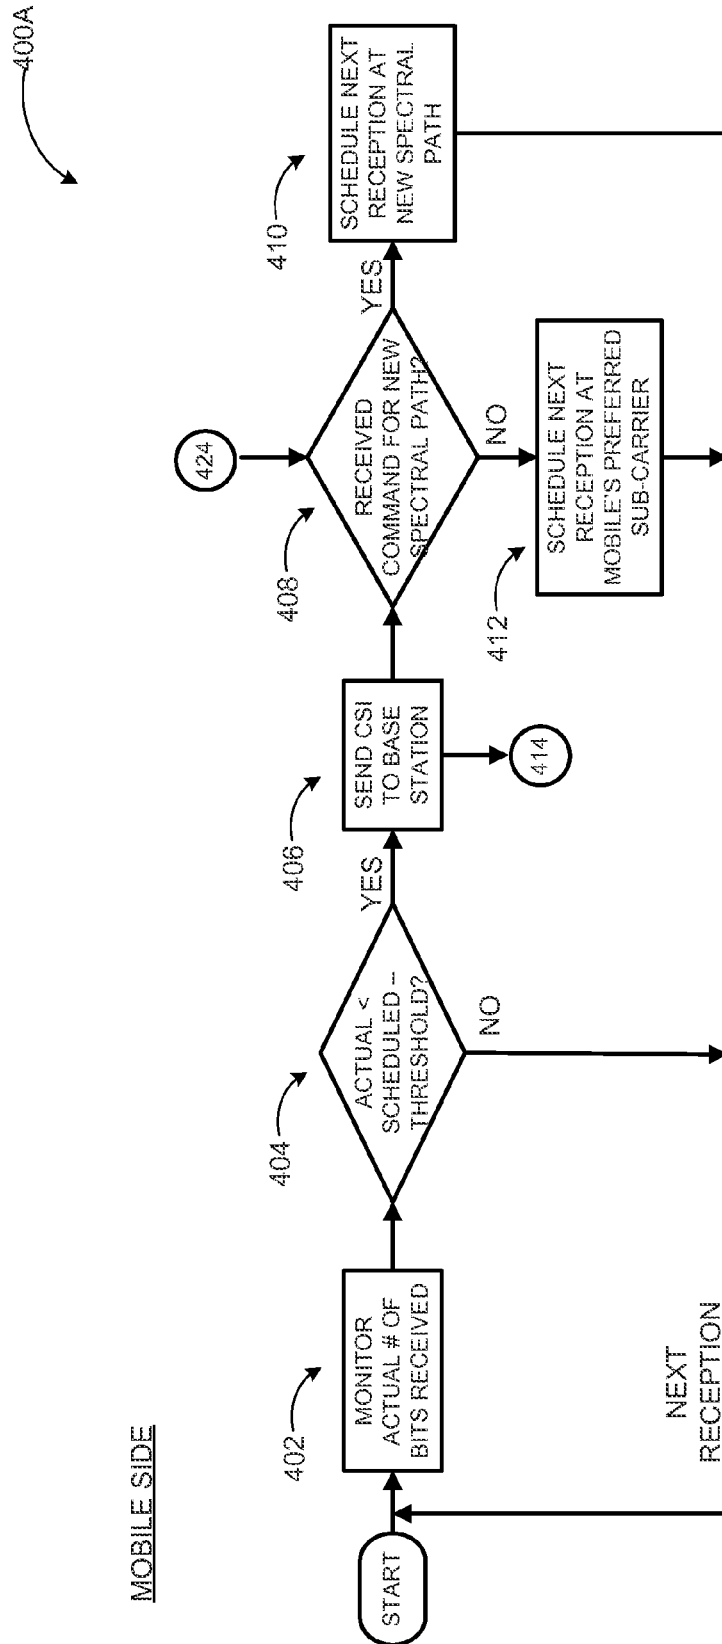 400A
MOBILE SIDE
START
402
MONITOR
ACTUAL # OF
BITS RECEIVED
404
ACTUAL <
SCHEDULED –
THRESHOLD?
YES
NO
406
SEND CSI
TO BASE
STATION
414
424
408
RECEIVED
COMMAND FOR NEW
SPECTRAL PATH?
YES
NO
410
SCHEDULE NEXT
RECEPTION AT
NEW SPECTRAL
PATH
412
SCHEDULE NEXT
RECEPTION AT
MOBILE'S PREFERRED
SUB-CARRIER
NEXT
RECEPTION